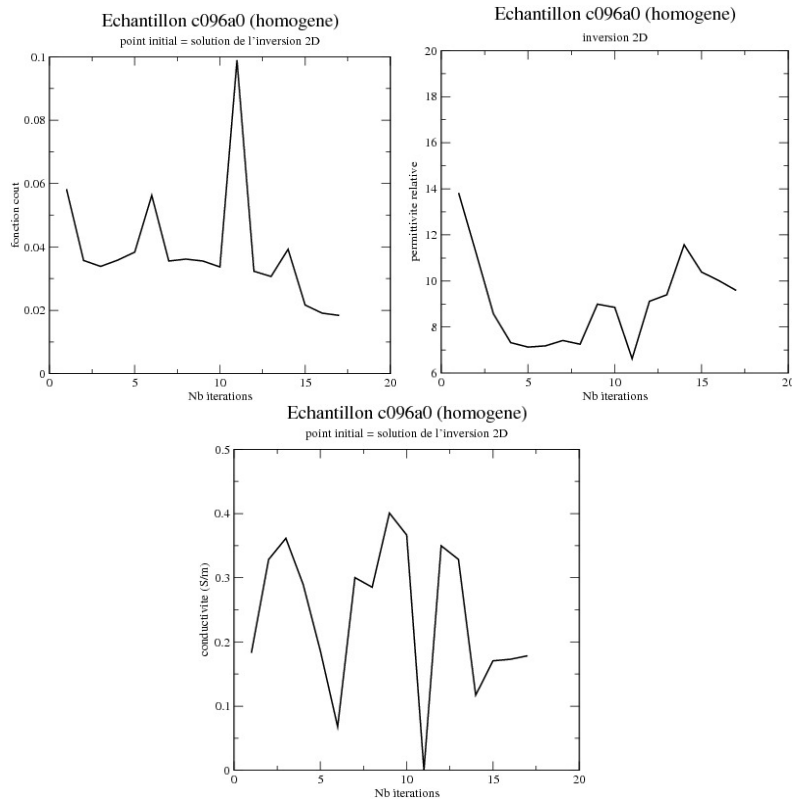 Echantillon c096a0 (homogene)
point initial = solution de l'inversion 2D
0.1
0.08
0.06
0.04
0.02
0
fonction cout
0 5 10 15 20
Nb iterations
Echantillon c096a0 (homogene)
inversion 2D
20
18
16
14
12
10
8
6
permittivite relative
0 5 10 15 20
Nb iterations
Echantillon c096a0 (homogene)
point initial = solution de l'inversion 2D
0.5
0.4
0.3
0.2
0.1
0
conductivite (S/m)
0 5 10 15 20
Nb iterations